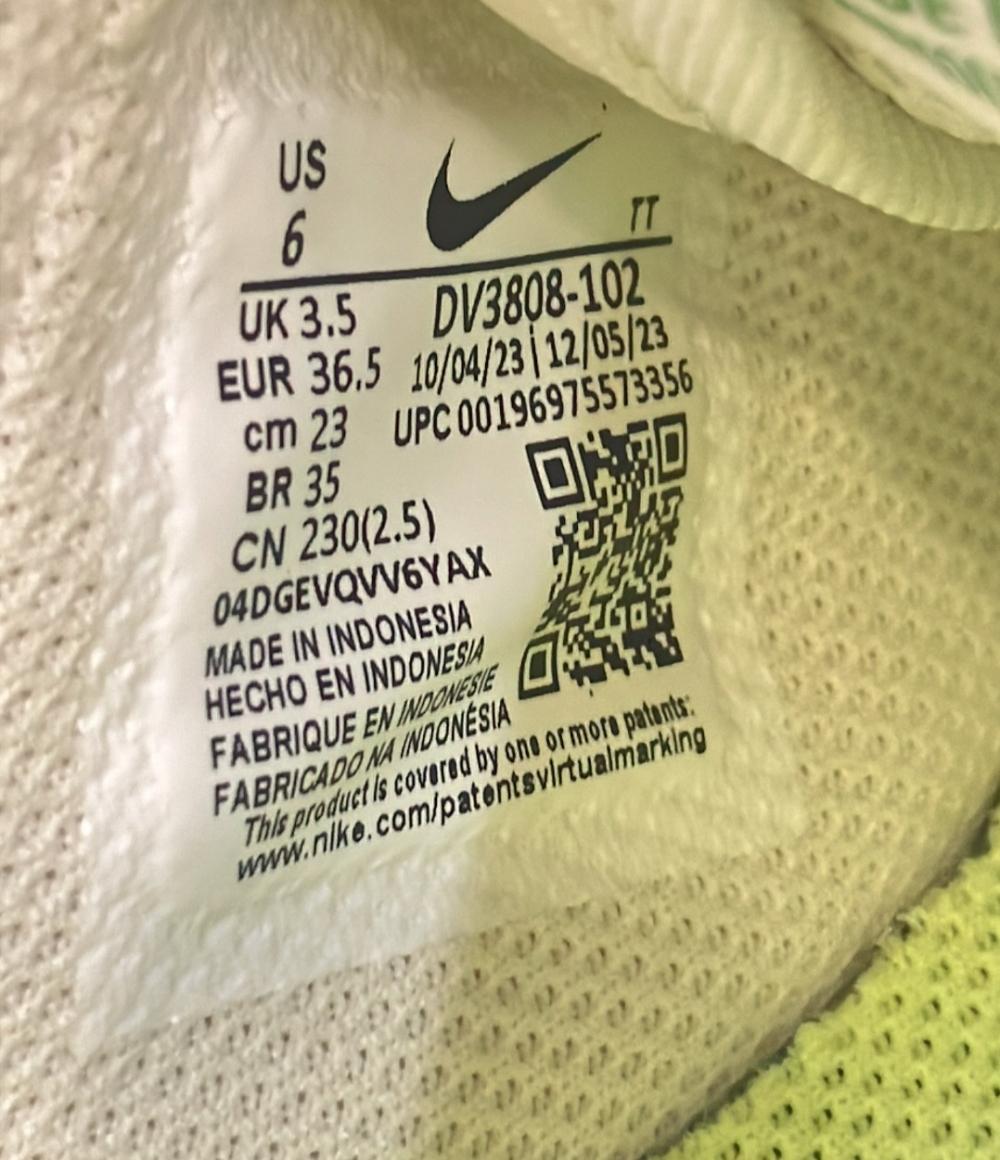 US
6
TT
UK 3.5 DV3808-102
EUR 36.5 10/04/23 | 12/05/23
cm 23 UPC 00196975573356
BR 35
CN 230(2.5)
04DGEVQVV6YAX
MADE IN INDONESIA
HECHO EN INDONESIA
FABRIQUE EN INDONESIE
FABRICADO NA INDONÉSIA
This product is covered by one or more patents:
www.nike.com/patentsvirtualmarking